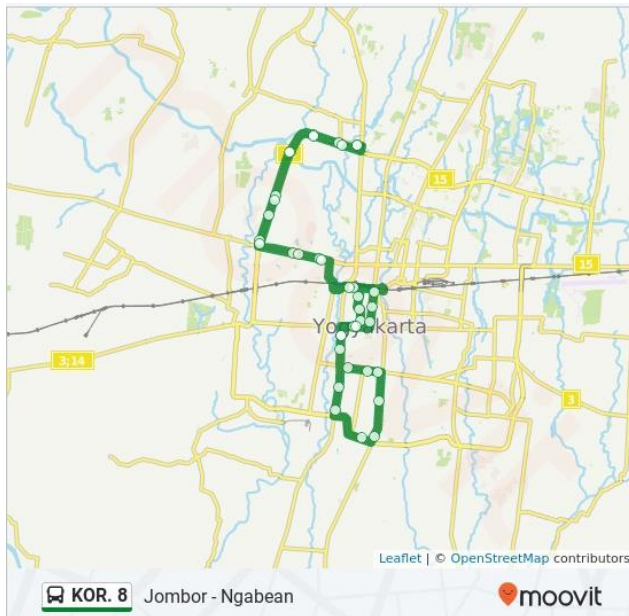 15
15
Yogyakarta
3;14
3
Leaflet | © OpenStreetMap contributors
KOR. 8 Jombor - Ngabean moovit